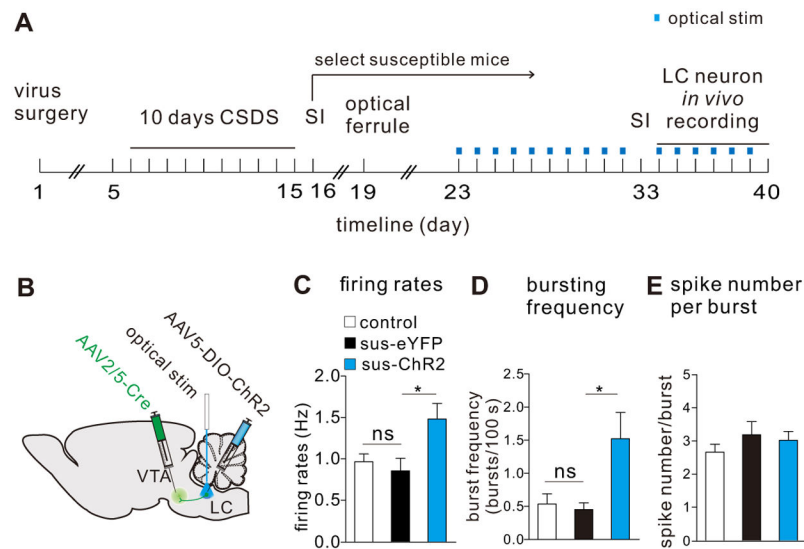 A
optical stim
select susceptible mice
virus
surgery
10 days CSDS
SI
optical
ferrule
SI
LC neuron
in vivo
recording
1
5
15
16
19
23
33
40
timeline (day)
B
AAV2/5-Cre
optical stim
AAV5-DIO-ChR2
VTA
LC
C
firing rates
control
sus-eYFP
sus-ChR2
firing rates (Hz)
2.0
1.5
1.0
0.5
0.0
ns
*
D
bursting
frequency
burst frequency
(bursts/100 s)
2.5
2.0
1.5
1.0
0.5
0.0
ns
*
E
spike number
per burst
spike number/burst
5
4
3
2
1
0